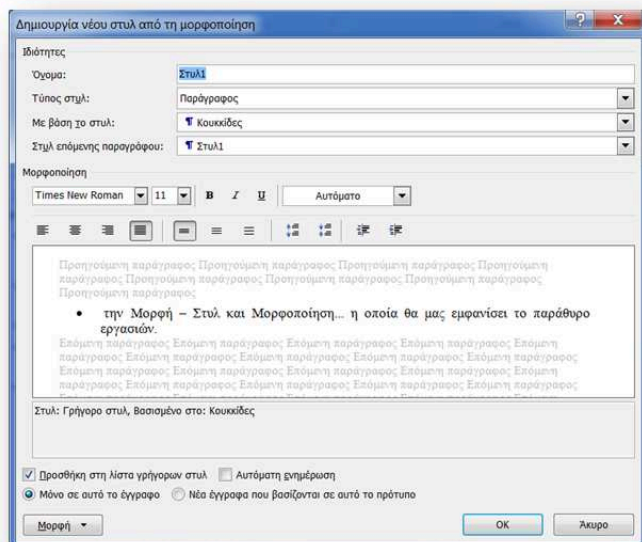 Δημιουργία νέου στυλ από τη μορφοποίηση
Ιδιότητες
Όνομα: Στυλ1
Τύπος στυλ: Παράγραφος
Με βάση το στυλ: ¶ Κουκκίδες
Στυλ επόμενης παραγράφου: ¶ Στυλ1
Μορφοποίηση
Times New Roman 11 B I U Αυτόματο
Προηγούμενη παράγραφος Προηγούμενη παράγραφος Προηγούμενη παράγραφος Προηγούμενη
παράγραφος Προηγούμενη παράγραφος Προηγούμενη παράγραφος Προηγούμενη παράγραφος
Προηγούμενη παράγραφος
• την Μορφή – Στυλ και Μορφοποίηση... η οποία θα μας εμφανίσει το παράθυρο
εργασιών.
Επόμενη παράγραφος Επόμενη παράγραφος Επόμενη παράγραφος Επόμενη παράγραφος Επόμενη
παράγραφος Επόμενη παράγραφος Επόμενη παράγραφος Επόμενη παράγραφος Επόμενη παράγραφος
Επόμενη παράγραφος Επόμενη παράγραφος Επόμενη παράγραφος Επόμενη παράγραφος Επόμενη
παράγραφος Επόμενη παράγραφος Επόμενη παράγραφος Επόμενη παράγραφος Επόμενη παράγραφος
Στυλ: Γρήγορο στυλ, Βασισμένο στο: Κουκκίδες
Προσθήκη στη λίστα γρήγορων στυλ Αυτόματη ενημέρωση
Μόνο σε αυτό το έγγραφο Νέα έγγραφα που βασίζονται σε αυτό το πρότυπο
Μορφή OK Άκυρο